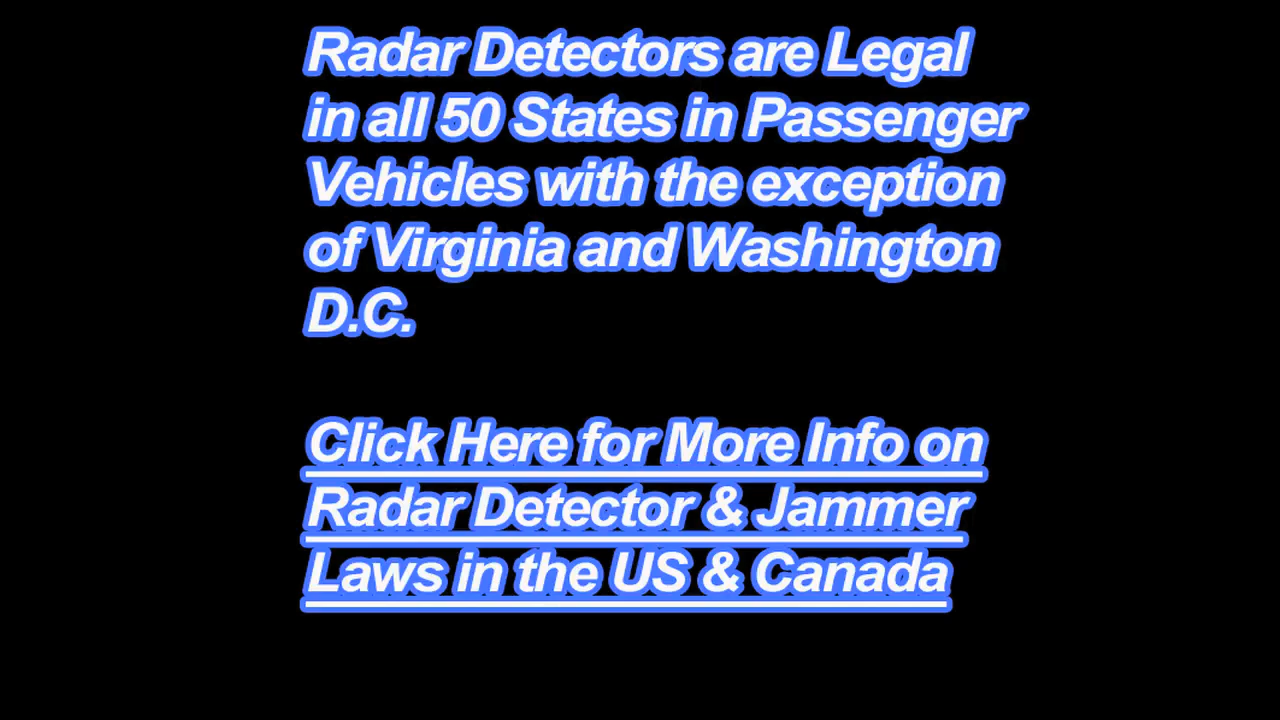 Radar Detectors are Legal
in all 50 States in Passenger
Vehicles with the exception
of Virginia and Washington
D.C.
Click Here for More Info on
Radar Detector & Jammer
Laws in the US & Canada